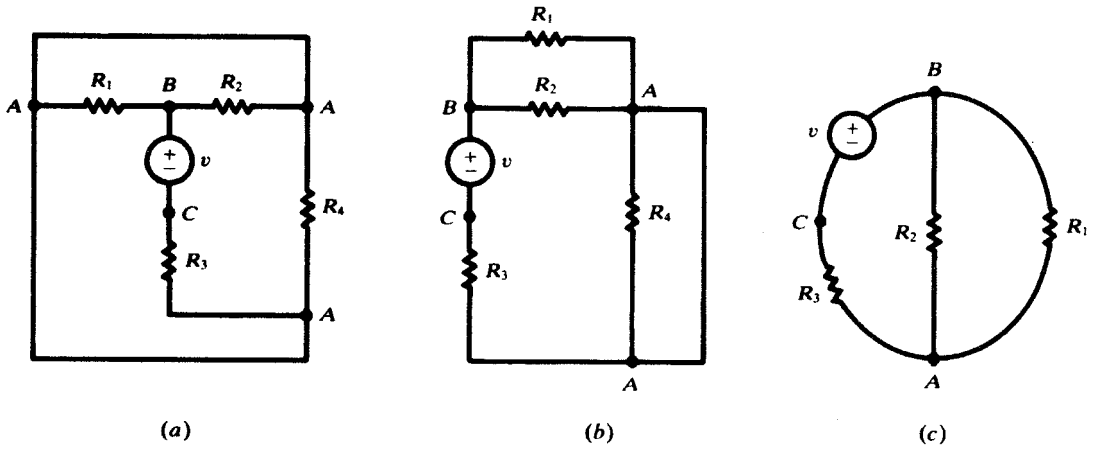 A
R₁
B
R₂
A
+
−
v
C
R₃
R₄
A
(a)
R₁
R₂
B
A
+
−
v
C
R₃
R₄
A
(b)
B
v
+
−
C
R₂
R₁
R₃
A
(c)